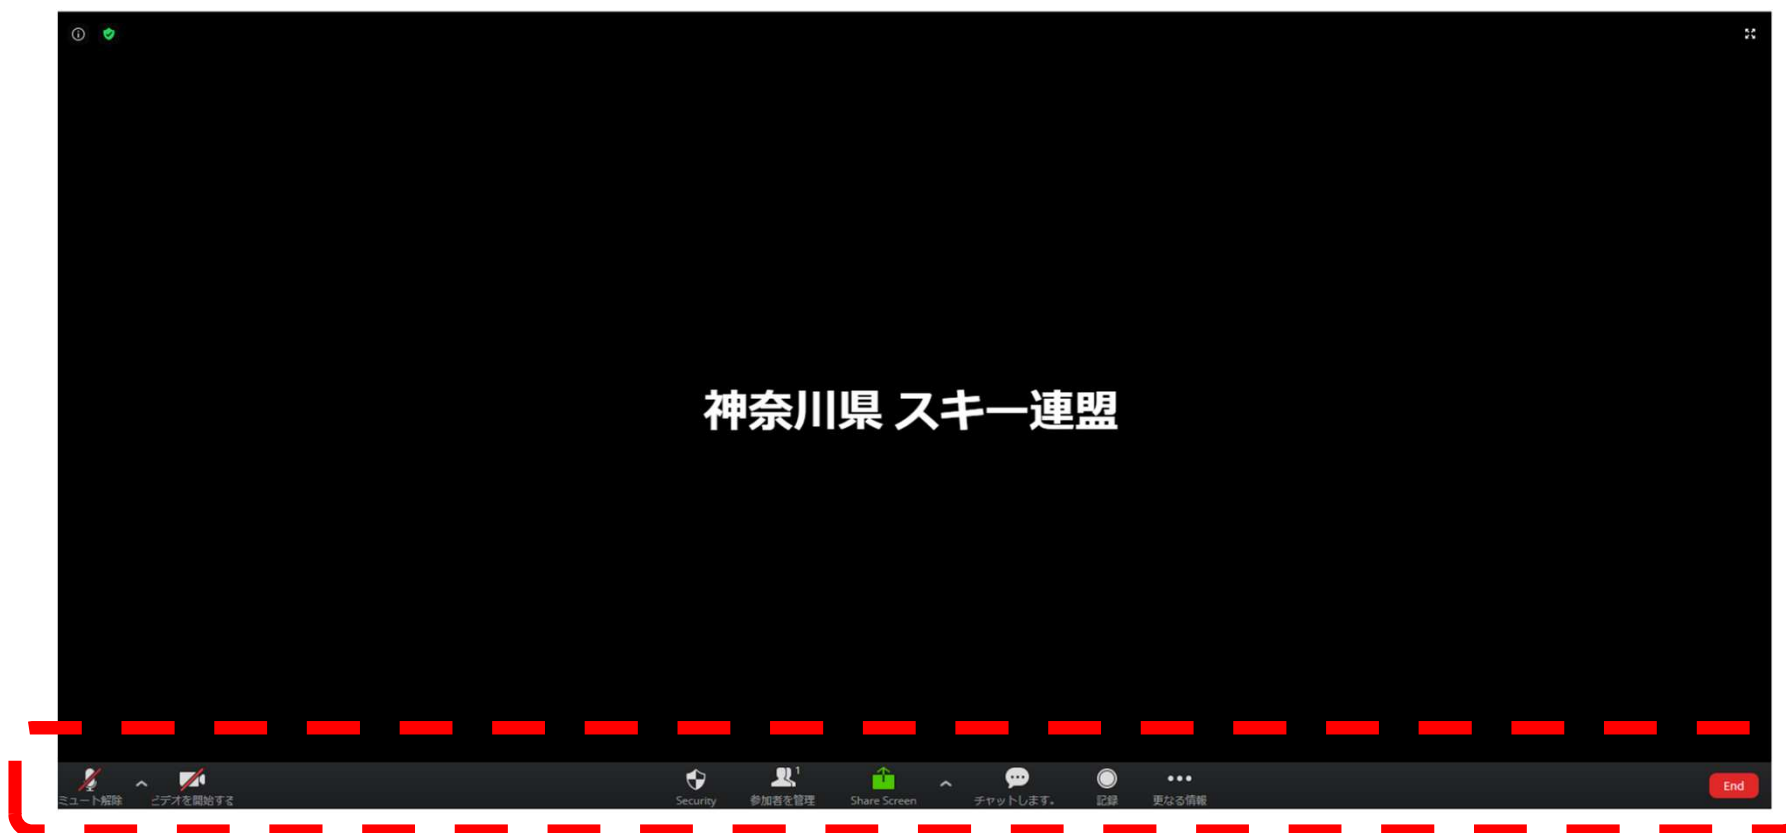 神奈川県 スキー連盟
ミュート解除 ビデオを開始する Security 参加者を管理 1 Share Screen チャットします。 記録 更なる情報 End